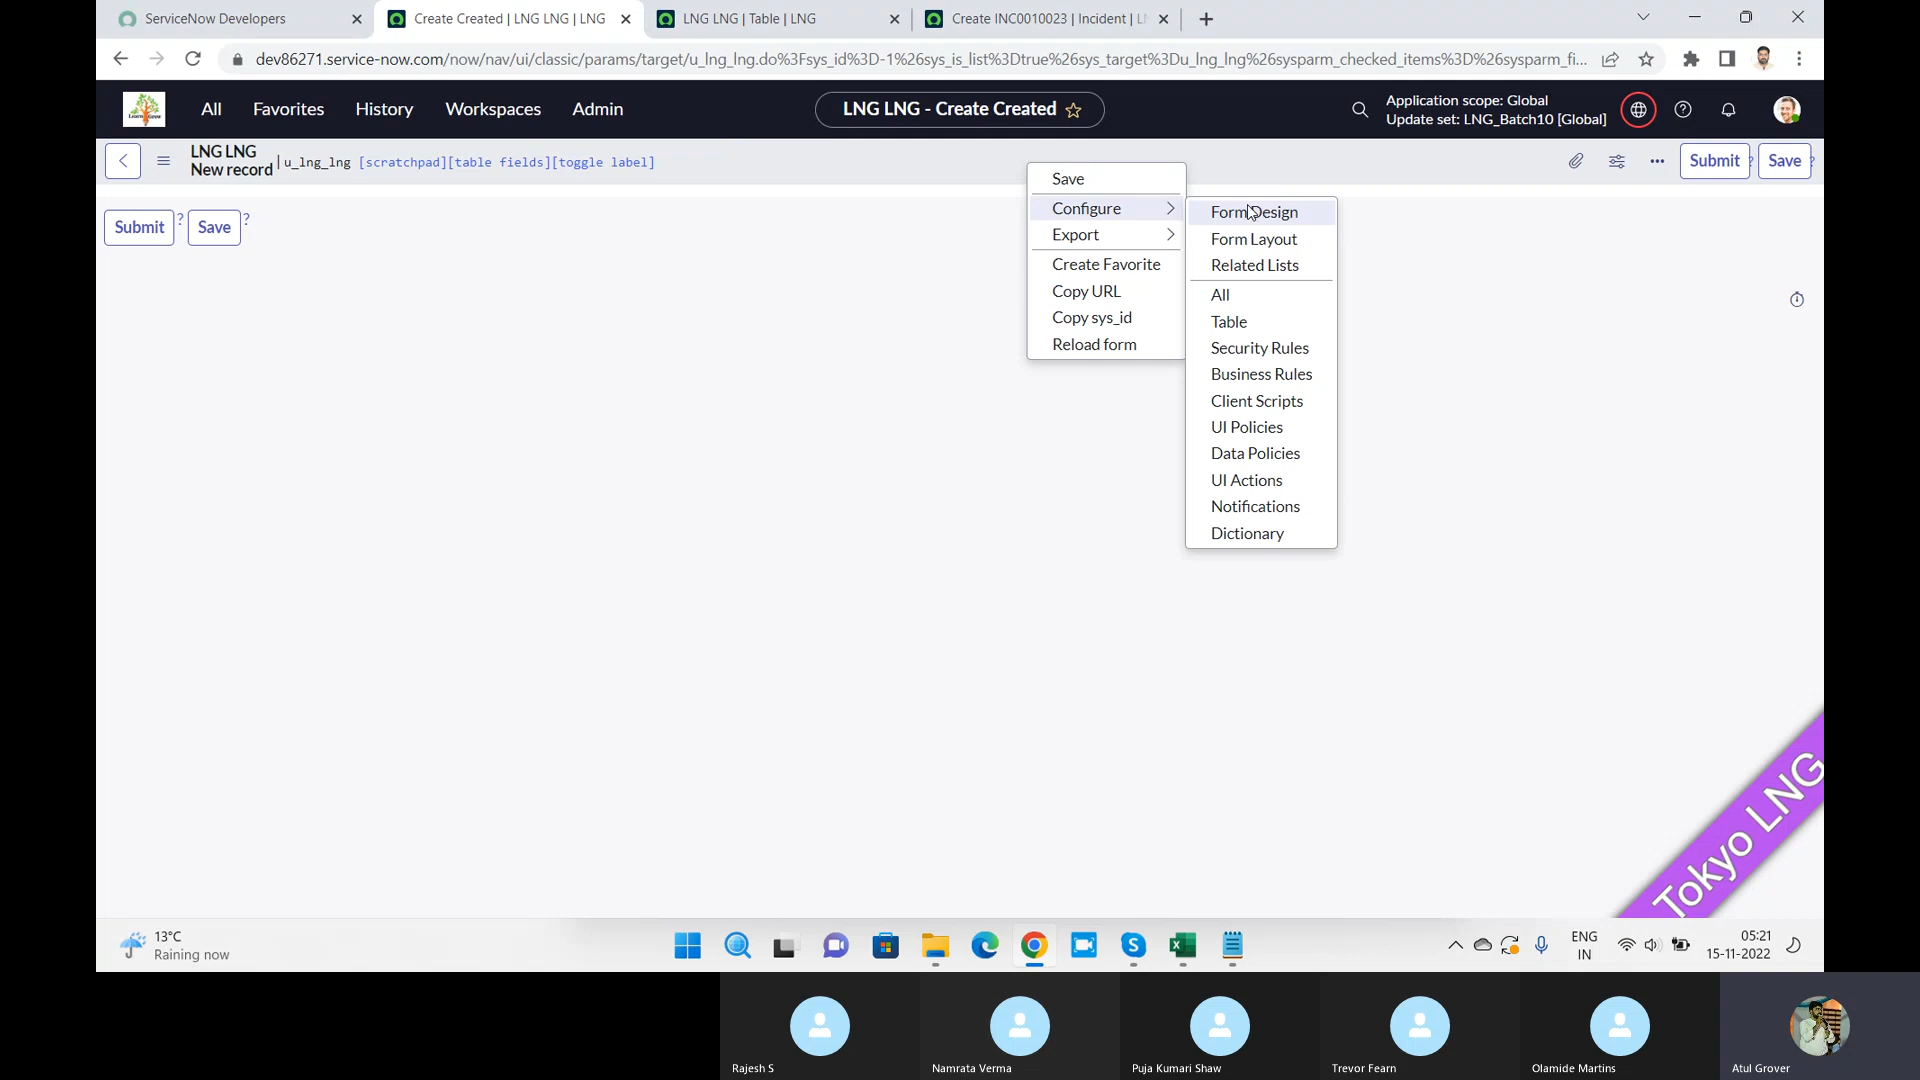 ServiceNow Developers
Create Created | LNG LNG | LNG
LNG LNG | Table | LNG
Create INC0010023 | Incident | LN
dev86271.service-now.com/now/nav/ui/classic/params/target/u_lng_lng.do%3Fsys_id%3D-1%26sys_is_list%3Dtrue%26sys_target%3Du_lng_lng%26sysparm_checked_items%3D%26sysparm_fi...
All
Favorites
History
Workspaces
Admin
LNG LNG - Create Created
Application scope: Global
Update set: LNG_Batch10 [Global]
LNG LNG
New record
| u_lng_lng [scratchpad][table fields][toggle label]
Submit ?
Save ?
Submit ?
Save ?
Save
Configure
Export
Create Favorite
Copy URL
Copy sys_id
Reload form
Form Design
Form Layout
Related Lists
All
Table
Security Rules
Business Rules
Client Scripts
UI Policies
Data Policies
UI Actions
Notifications
Dictionary
Tokyo LNG
13°C
Raining now
ENG
IN
05:21
15-11-2022
Rajesh S
Namrata Verma
Puja Kumari Shaw
Trevor Fearn
Olamide Martins
Atul Grover